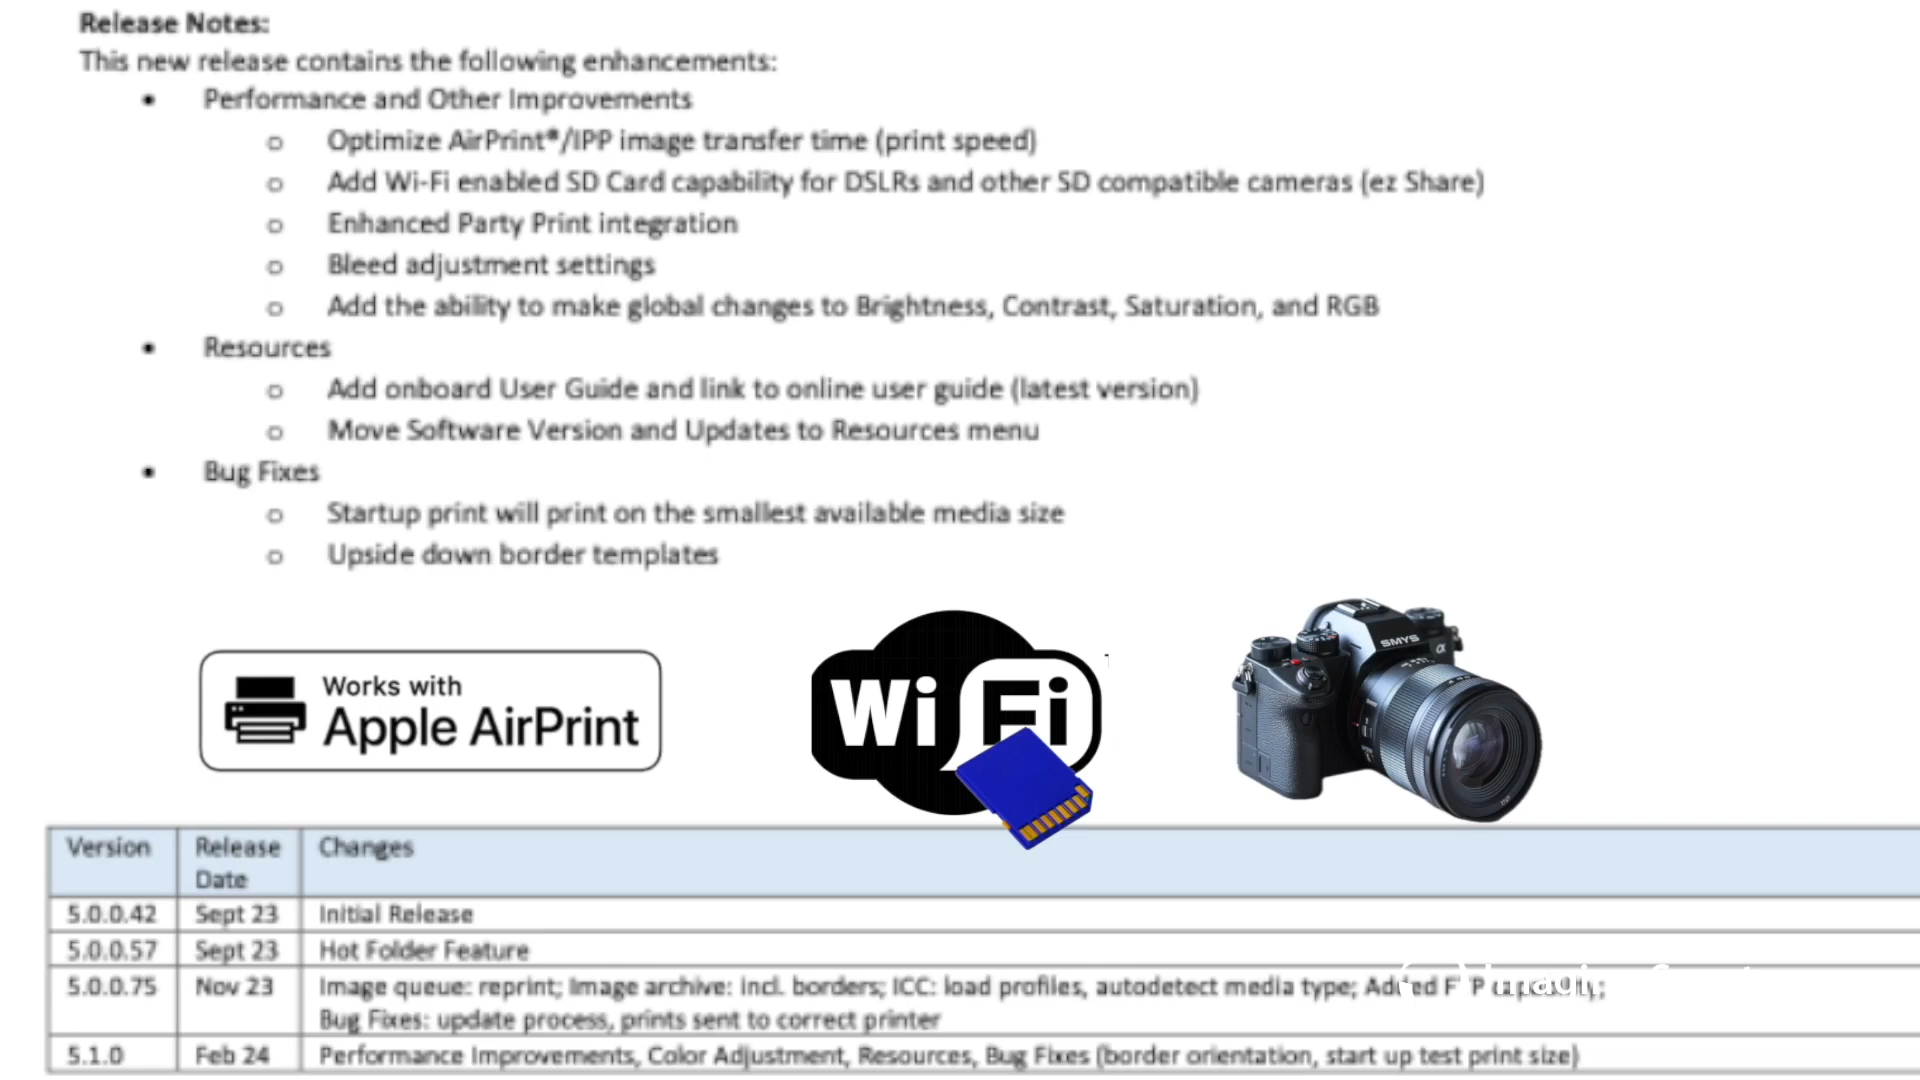 Release Notes:
This new release contains the following enhancements:
• Performance and Other Improvements
o Optimize AirPrint®/IPP image transfer time (print speed)
o Add Wi-Fi enabled SD Card capability for DSLRs and other SD compatible cameras (ez Share)
o Enhanced Party Print integration
o Bleed adjustment settings
o Add the ability to make global changes to Brightness, Contrast, Saturation, and RGB
• Resources
o Add onboard User Guide and link to online user guide (latest version)
o Move Software Version and Updates to Resources menu
• Bug Fixes
o Startup print will print on the smallest available media size
o Upside down border templates
Works with
Apple AirPrint
Wi Fi
SMYS
α
Version Release Date Changes
5.0.0.42 Sept 23 Initial Release
5.0.0.57 Sept 23 Hot Folder Feature
5.0.0.75 Nov 23 Image queue: reprint; Image archive: incl. borders; ICC: load profiles, autodetect media type; Added
Bug Fixes: update process, prints sent to correct printer
5.1.0 Feb 24 Performance Improvements, Color Adjustment, Resources, Bug Fixes (border orientation, start up test print size)